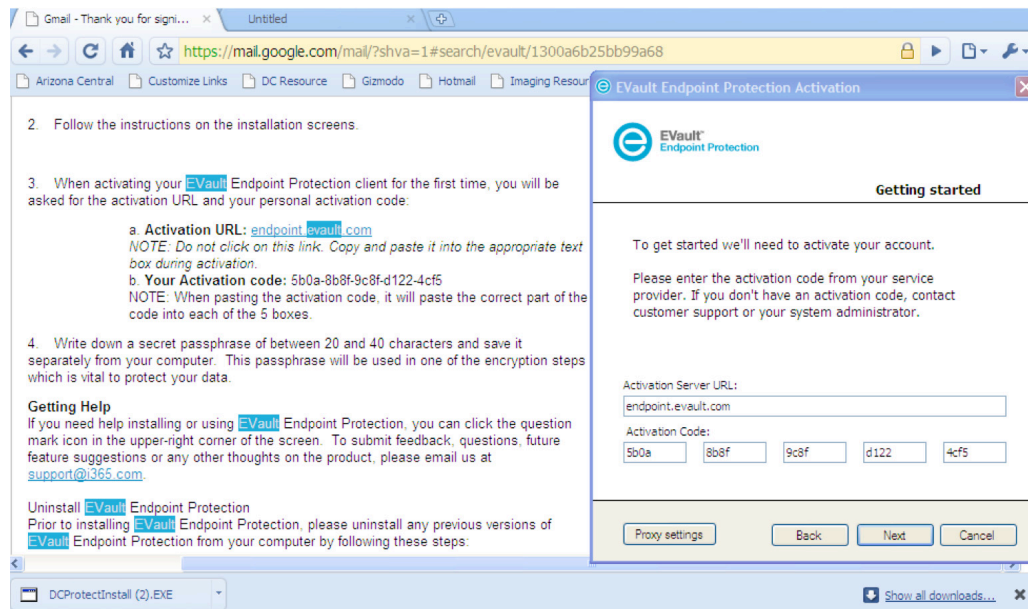 Gmail - Thank you for signi...
Untitled
https://mail.google.com/mail/?shva=1#search/evault/1300a6b25bb99a68
Arizona Central
Customize Links
DC Resource
Gizmodo
Hotmail
Imaging Resour
2. Follow the instructions on the installation screens.
3. When activating your EVault Endpoint Protection client for the first time, you will be
asked for the activation URL and your personal activation code:
a. Activation URL: endpoint.evault.com
NOTE: Do not click on this link. Copy and paste it into the appropriate text
box during activation.
b. Your Activation code: 5b0a-8b8f-9c8f-d122-4cf5
NOTE: When pasting the activation code, it will paste the correct part of the
code into each of the 5 boxes.
4. Write down a secret passphrase of between 20 and 40 characters and save it
separately from your computer. This passphrase will be used in one of the encryption steps
which is vital to protect your data.
Getting Help
If you need help installing or using EVault Endpoint Protection, you can click the question
mark icon in the upper-right corner of the screen. To submit feedback, questions, future
feature suggestions or any other thoughts on the product, please email us at
support@i365.com.
Uninstall EVault Endpoint Protection
Prior to installing EVault Endpoint Protection, please uninstall any previous versions of
EVault Endpoint Protection from your computer by following these steps:
EVault Endpoint Protection Activation
EVault
Endpoint Protection
Getting started
To get started we'll need to activate your account.
Please enter the activation code from your service
provider. If you don't have an activation code, contact
customer support or your system administrator.
Activation Server URL:
endpoint.evault.com
Activation Code:
5b0a 8b8f 9c8f d122 4cf5
Proxy settings
Back
Next
Cancel
DCProtectInstall (2).EXE
Show all downloads...